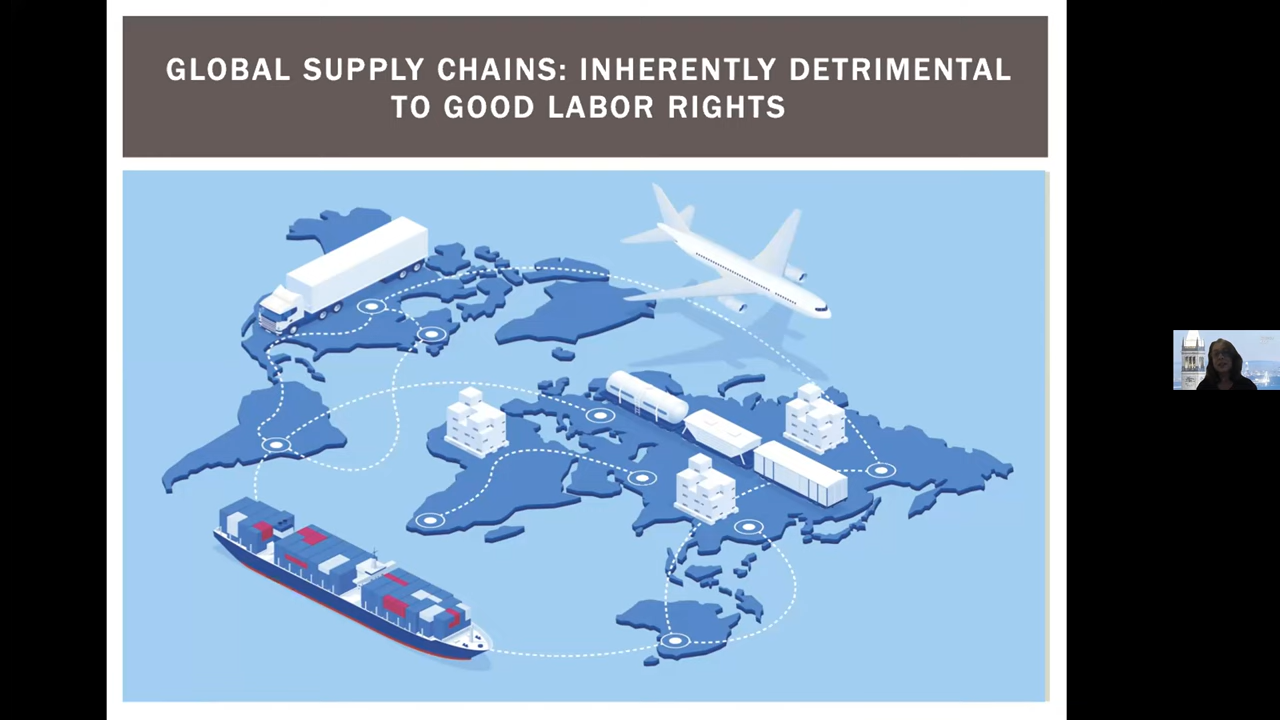 GLOBAL SUPPLY CHAINS: INHERENTLY DETRIMENTAL
TO GOOD LABOR RIGHTS